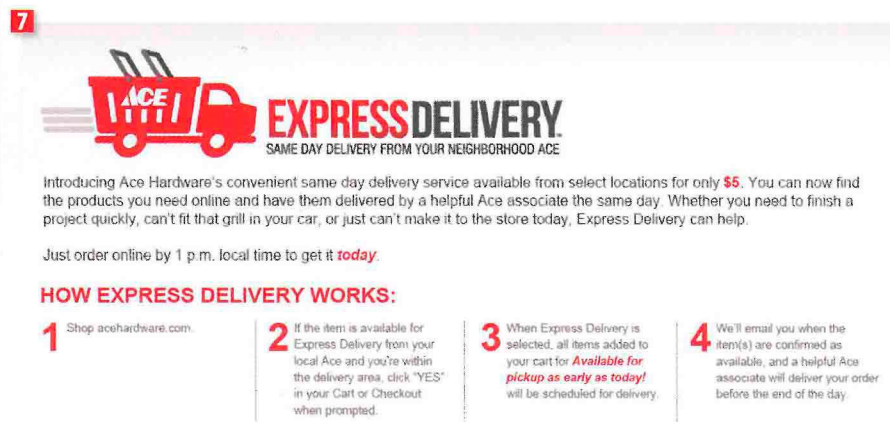 7
ACE
EXPRESS DELIVERY™
SAME DAY DELIVERY FROM YOUR NEIGHBORHOOD ACE
Introducing Ace Hardware's convenient same day delivery service available from select locations for only $5. You can now find
the products you need online and have them delivered by a helpful Ace associate the same day. Whether you need to finish a
project quickly, can't fit that grill in your car, or just can't make it to the store today, Express Delivery can help.
Just order online by 1 p.m. local time to get it today.
HOW EXPRESS DELIVERY WORKS:
1 Shop acehardware.com.
2 If the item is available for
Express Delivery from your
local Ace and you're within
the delivery area, click "YES"
in your Cart or Checkout
when prompted.
3 When Express Delivery is
selected, all items added to
your cart for Available for
pickup as early as today!
will be scheduled for delivery.
4 We'll email you when the
item(s) are confirmed as
available, and a helpful Ace
associate will deliver your order
before the end of the day.